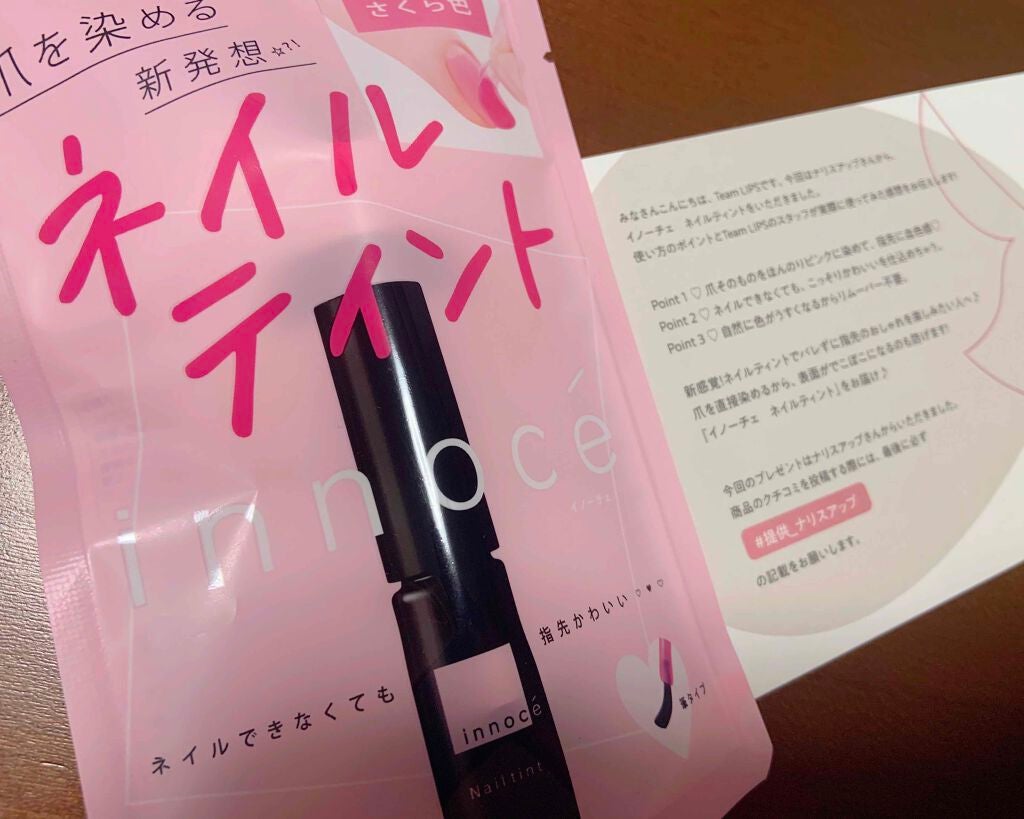 さくら色
爪を染める
新発想☆?!
ネイル
ティント
innocé
イノーチェ
指先かわいい♡♥♡
ネイルできなくても
筆タイプ
innocé
Nailtint
みなさんこんにちは、Team LIPSです。今回はナリスアップさんから、
イノーチェ ネイルティントをいただきました。
使い方のポイントとTeam LIPSのスタッフが実際に使ってみた感想をお伝えします!
Point 1 ♡ 爪そのものをほんのりピンクに染めて、指先に血色感♡
Point 2 ♡ ネイルできなくても、こっそりかわいいを仕込めちゃう。
Point 3 ♡ 自然に色がうすくなるからリムーバー不要。
新感覚!ネイルティントでバレずに指先のおしゃれを楽しみたい人へ♪
爪を直接染めるから、表面がでこぼこになるのも防げます!
「イノーチェ ネイルティント」をお届け♪
今回のプレゼントはナリスアップさんからいただきました。
商品のクチコミを投稿する際には、最後に必ず
#提供_ナリスアップ
の記載をお願いします。